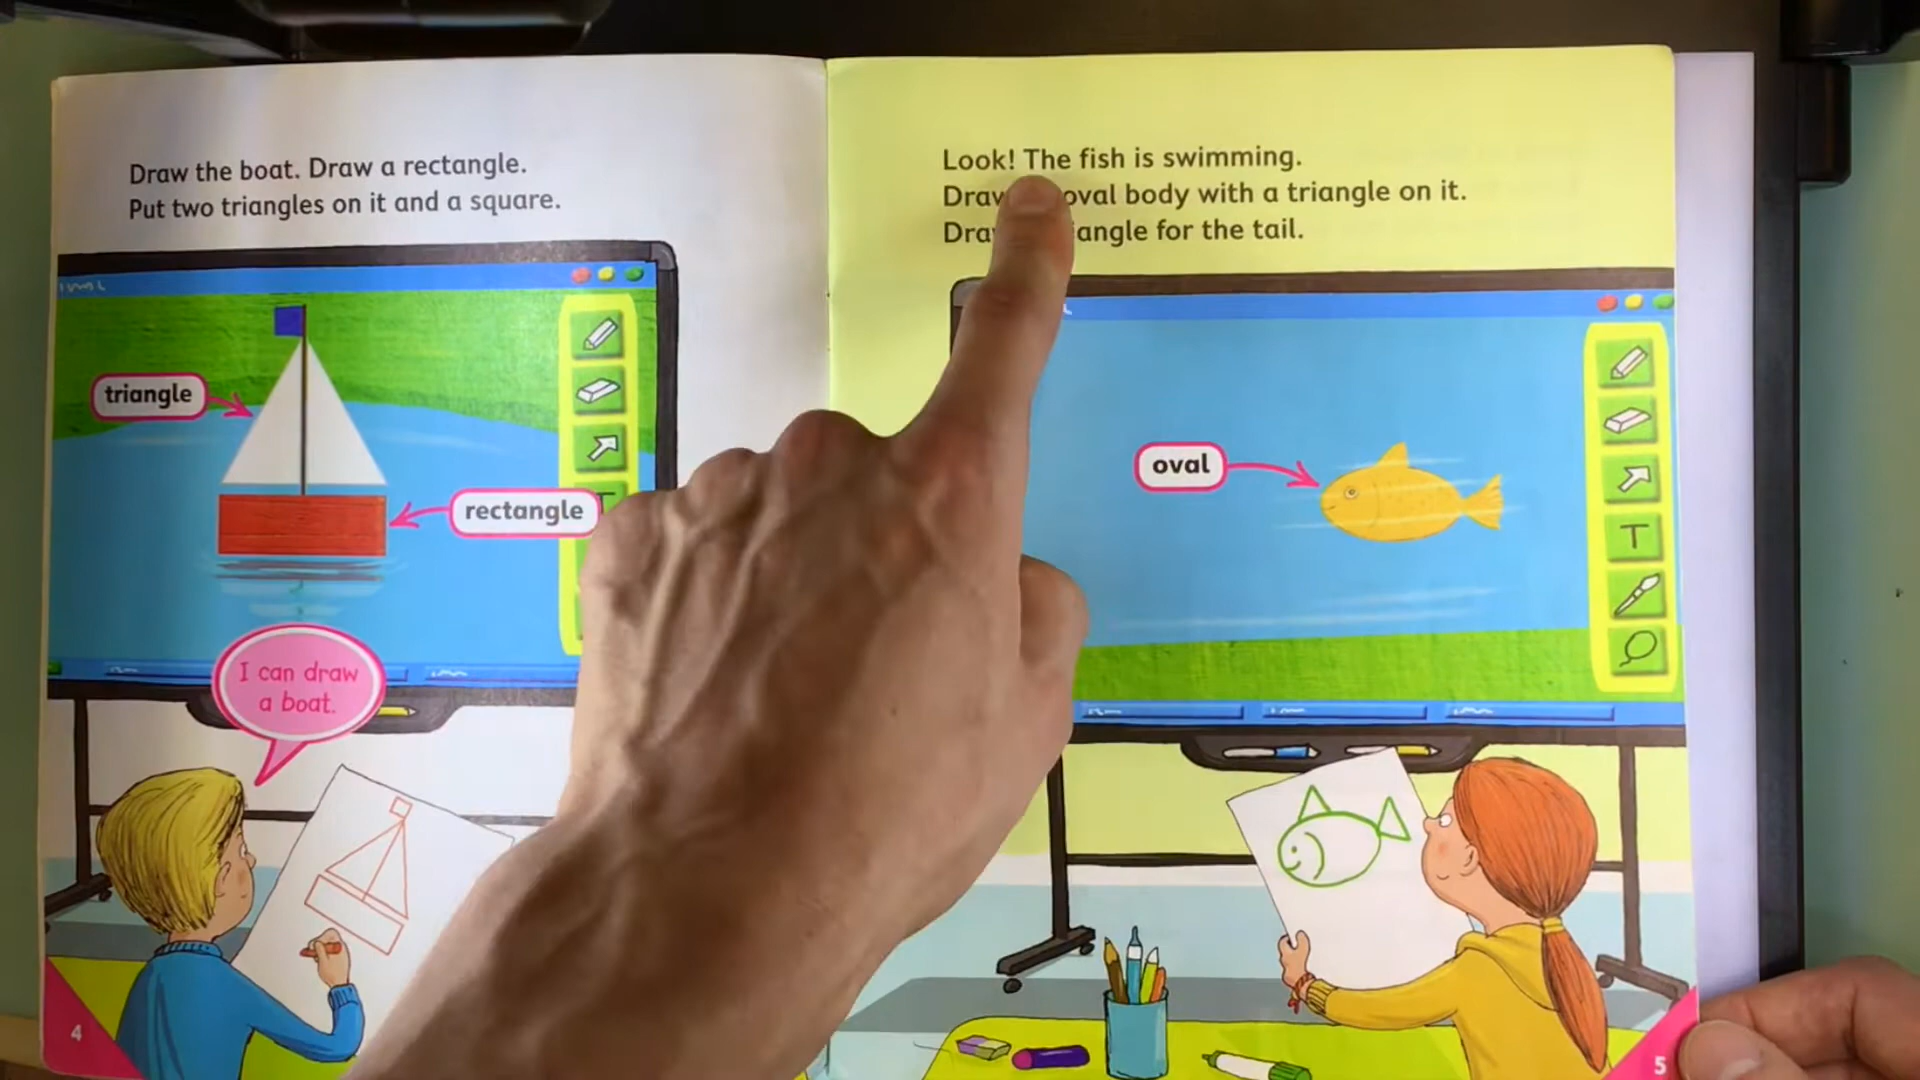 Draw the boat. Draw a rectangle.
Put two triangles on it and a square.
triangle
rectangle
I can draw
a boat.
4
Look! The fish is swimming.
Draw oval body with a triangle on it.
for the tail.
oval
T
5